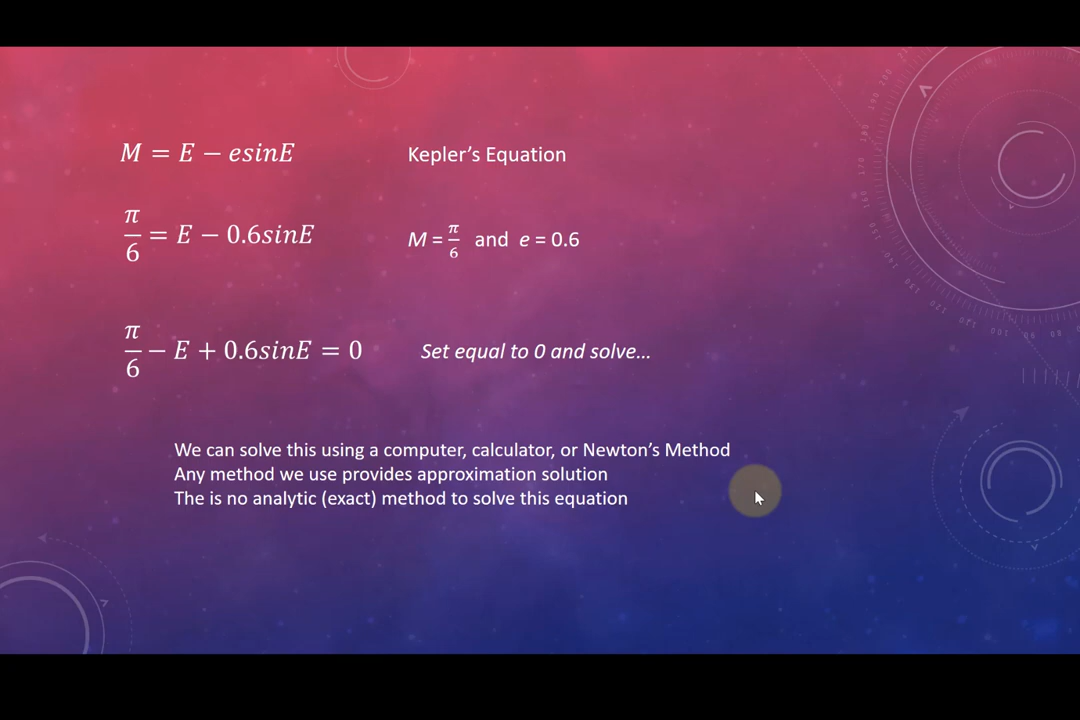 M = E − esinE
Kepler's Equation
π/6 = E − 0.6sinE
M = π/6 and e = 0.6
π/6 − E + 0.6sinE = 0
Set equal to 0 and solve...
We can solve this using a computer, calculator, or Newton's Method
Any method we use provides approximation solution
The is no analytic (exact) method to solve this equation